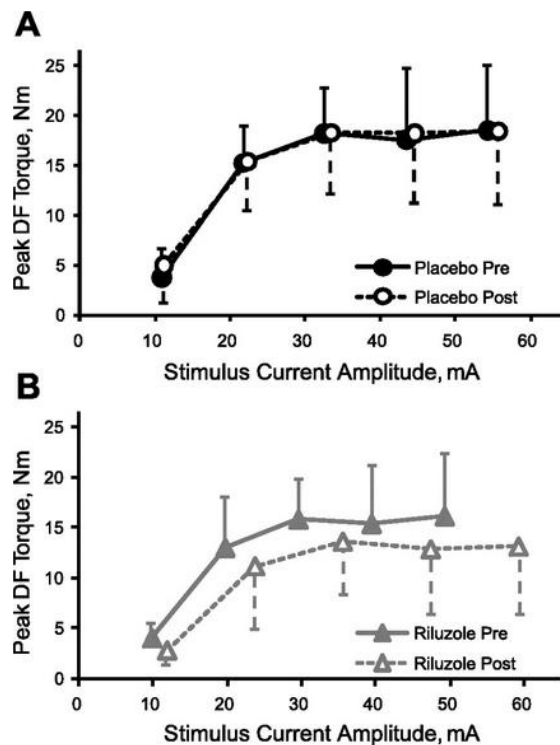 A
25
20
15
10
5
0
Peak DF Torque, Nm
Placebo Pre
Placebo Post
0 10 20 30 40 50 60
Stimulus Current Amplitude, mA
B
25
20
15
10
5
0
Peak DF Torque, Nm
Riluzole Pre
Riluzole Post
0 10 20 30 40 50 60
Stimulus Current Amplitude, mA